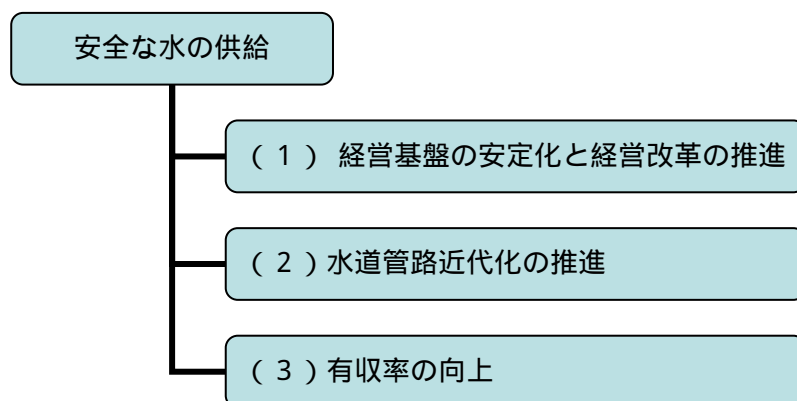 安全な水の供給
(1) 経営基盤の安定化と経営改革の推進
(2)水道管路近代化の推進
(3)有収率の向上